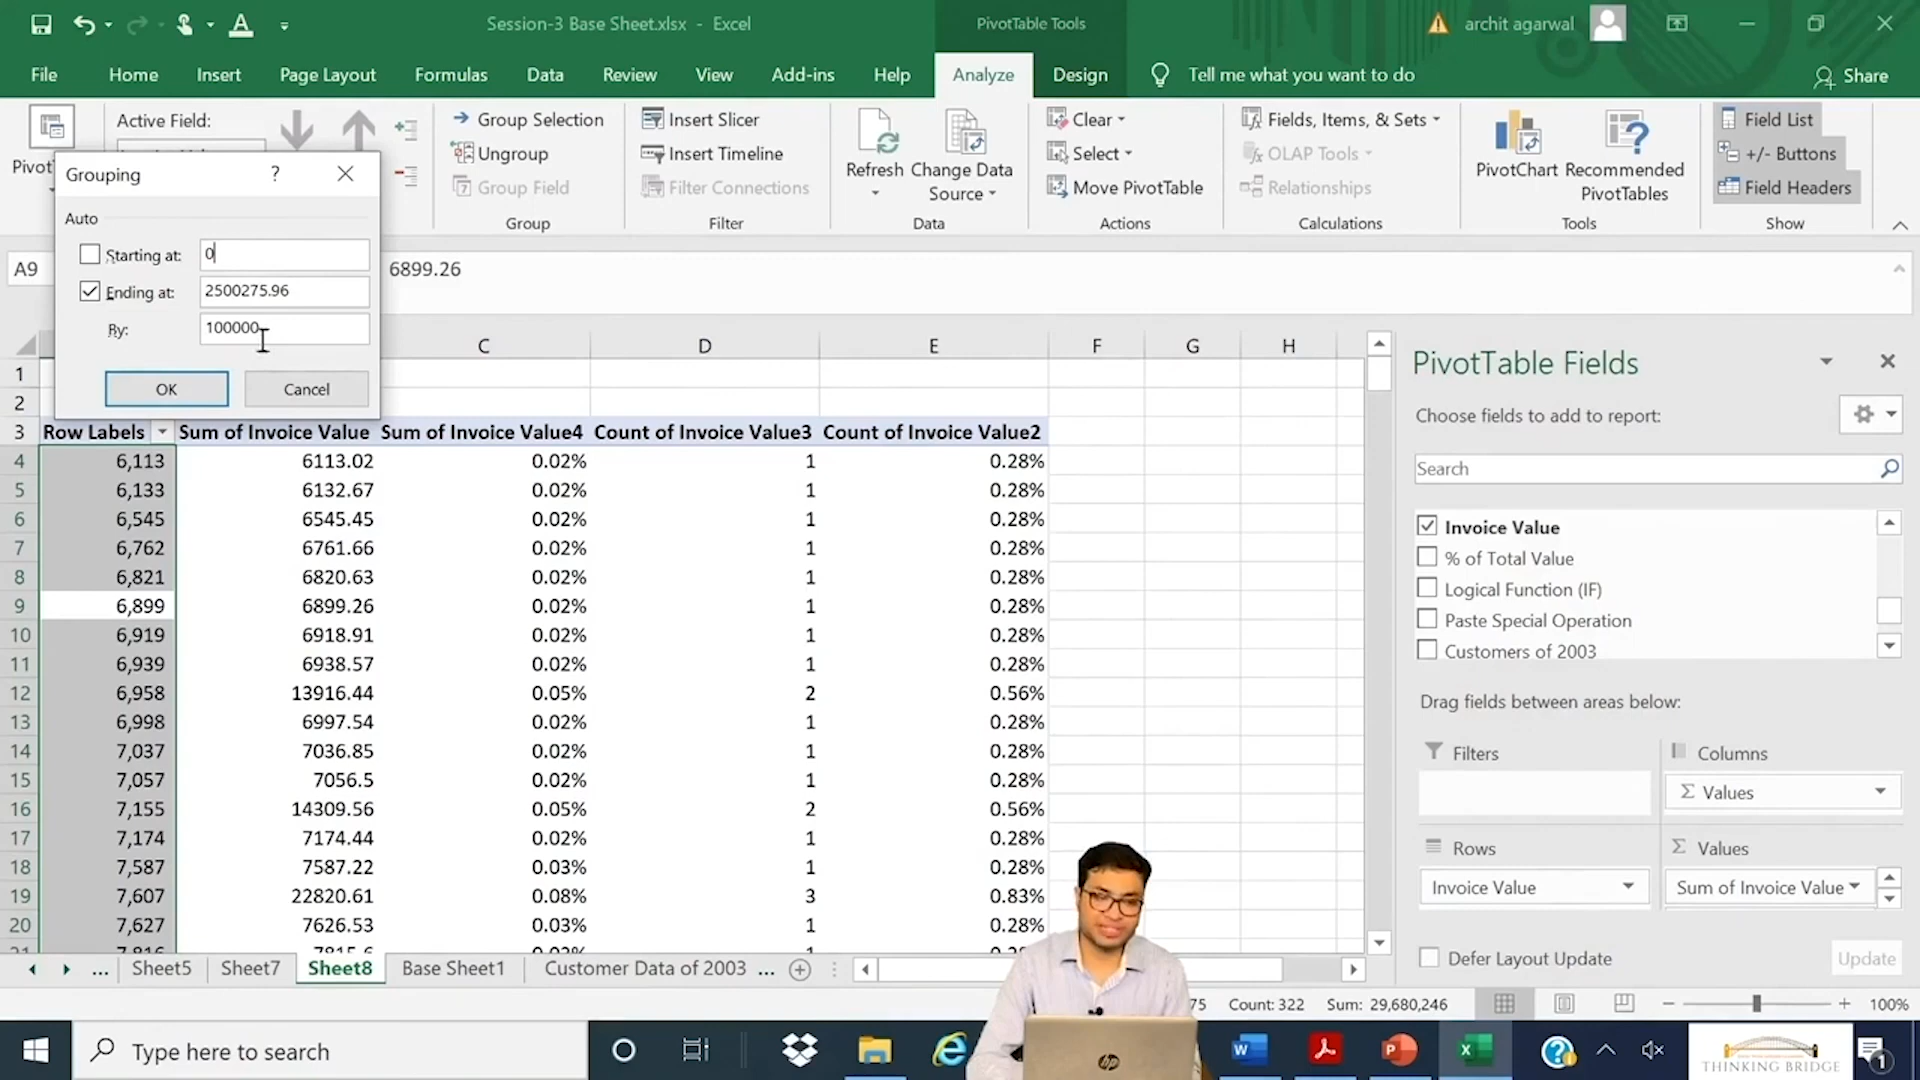 Session-3 Base Sheet.xlsx - Excel
PivotTable Tools
archit agarwal
File Home Insert Page Layout Formulas Data Review View Add-ins Help Analyze Design Tell me what you want to do Share
Active Field:
Group Selection
Ungroup
Group Field
Group
Insert Slicer
Insert Timeline
Filter Connections
Filter
Refresh
Change Data Source
Data
Clear
Select
Move PivotTable
Actions
Fields, Items, & Sets
OLAP Tools
Relationships
Calculations
PivotChart
Recommended PivotTables
Tools
Field List
+/- Buttons
Field Headers
Show
Grouping ?
Auto
Starting at: 0
Ending at: 2500275.96
By: 100000
OK Cancel
A9 6899.26
C D E F G H
1
2
3 Row Labels Sum of Invoice Value Sum of Invoice Value4 Count of Invoice Value3 Count of Invoice Value2
4 6,113 6113.02 0.02% 1 0.28%
5 6,133 6132.67 0.02% 1 0.28%
6 6,545 6545.45 0.02% 1 0.28%
7 6,762 6761.66 0.02% 1 0.28%
8 6,821 6820.63 0.02% 1 0.28%
9 6,899 6899.26 0.02% 1 0.28%
10 6,919 6918.91 0.02% 1 0.28%
11 6,939 6938.57 0.02% 1 0.28%
12 6,958 13916.44 0.05% 2 0.56%
13 6,998 6997.54 0.02% 1 0.28%
14 7,037 7036.85 0.02% 1 0.28%
15 7,057 7056.5 0.02% 1 0.28%
16 7,155 14309.56 0.05% 2 0.56%
17 7,174 7174.44 0.02% 1 0.28%
18 7,587 7587.22 0.03% 1 0.28%
19 7,607 22820.61 0.08% 3 0.83%
20 7,627 7626.53 0.03% 1 0.28%
PivotTable Fields
Choose fields to add to report:
Search
Invoice Value
% of Total Value
Logical Function (IF)
Paste Special Operation
Customers of 2003
Drag fields between areas below:
Filters
Columns
Σ Values
Rows
Invoice Value
Σ Values
Sum of Invoice Value
Defer Layout Update Update
... Sheet5 Sheet7 Sheet8 Base Sheet1 Customer Data of 2003 ...
Count: 322 Sum: 29,680,246 100%
Type here to search
hp
THINKING BRIDGE
1